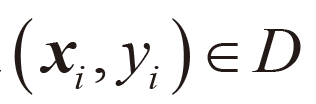 (𝒙ᵢ, yᵢ) ∈ D